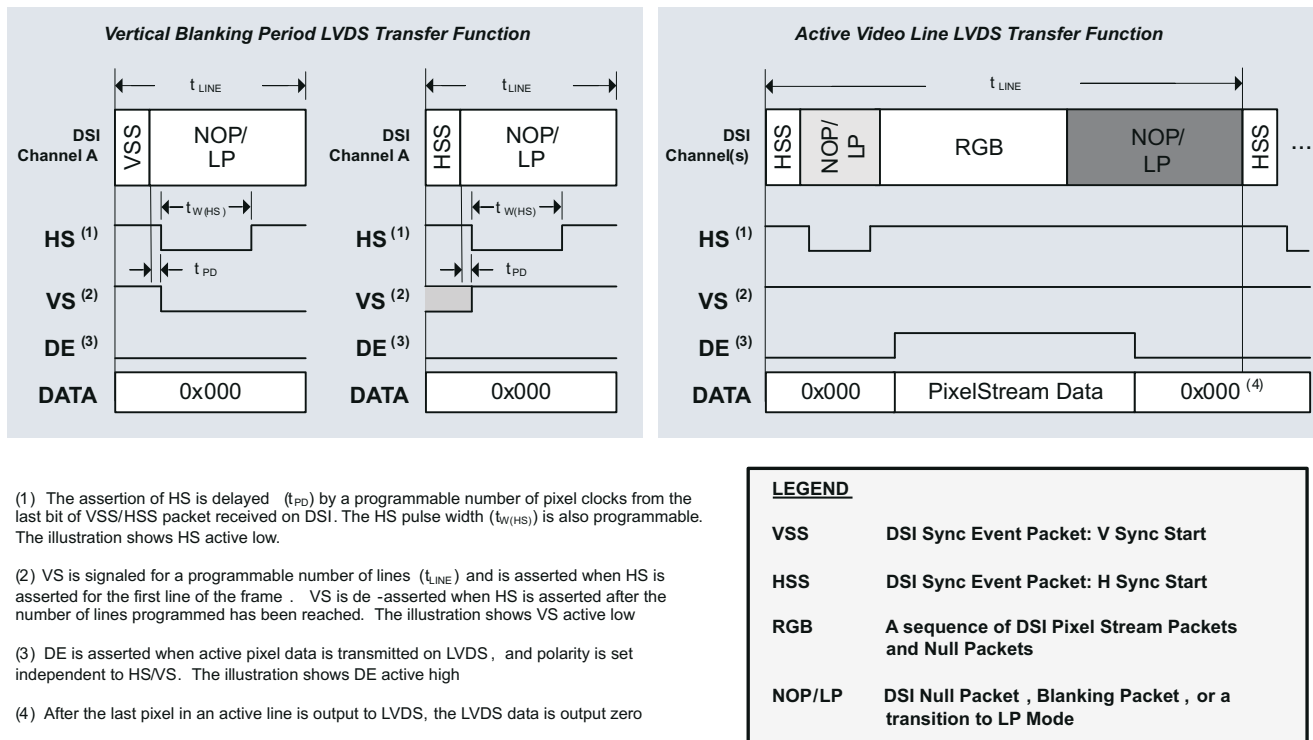 Vertical Blanking Period LVDS Transfer Function
t LINE
t LINE
DSI
Channel A
VSS
NOP/
LP
DSI
Channel A
HSS
NOP/
LP
t W(HS)
t W(HS)
HS (1)
HS (1)
t PD
t PD
VS (2)
VS (2)
DE (3)
DE (3)
DATA
0x000
DATA
0x000
Active Video Line LVDS Transfer Function
t LINE
DSI
Channel(s)
HSS
NOP/
LP
RGB
NOP/
LP
HSS
...
HS (1)
VS (2)
DE (3)
DATA
0x000
PixelStream Data
0x000 (4)
(1) The assertion of HS is delayed (tPD) by a programmable number of pixel clocks from the
last bit of VSS/HSS packet received on DSI. The HS pulse width (tW(HS)) is also programmable.
The illustration shows HS active low.
(2) VS is signaled for a programmable number of lines (tLINE) and is asserted when HS is
asserted for the first line of the frame . VS is de -asserted when HS is asserted after the
number of lines programmed has been reached. The illustration shows VS active low
(3) DE is asserted when active pixel data is transmitted on LVDS , and polarity is set
independent to HS/VS. The illustration shows DE active high
(4) After the last pixel in an active line is output to LVDS, the LVDS data is output zero
LEGEND
VSS DSI Sync Event Packet: V Sync Start
HSS DSI Sync Event Packet: H Sync Start
RGB A sequence of DSI Pixel Stream Packets
and Null Packets
NOP/LP DSI Null Packet , Blanking Packet , or a
transition to LP Mode